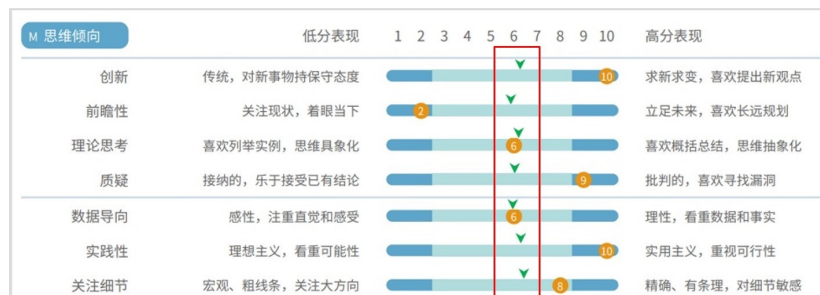 M 思维倾向 低分表现 1 2 3 4 5 6 7 8 9 10 高分表现
创新 传统，对新事物持保守态度 10 求新求变，喜欢提出新观点
前瞻性 关注现状，着眼当下 2 立足未来，喜欢长远规划
理论思考 喜欢列举实例，思维具象化 6 喜欢概括总结，思维抽象化
质疑 接纳的，乐于接受已有结论 9 批判的，喜欢寻找漏洞
数据导向 感性，注重直觉和感受 6 理性，看重数据和事实
实践性 理想主义，看重可能性 10 实用主义，重视可行性
关注细节 宏观、粗线条，关注大方向 8 精确、有条理，对细节敏感